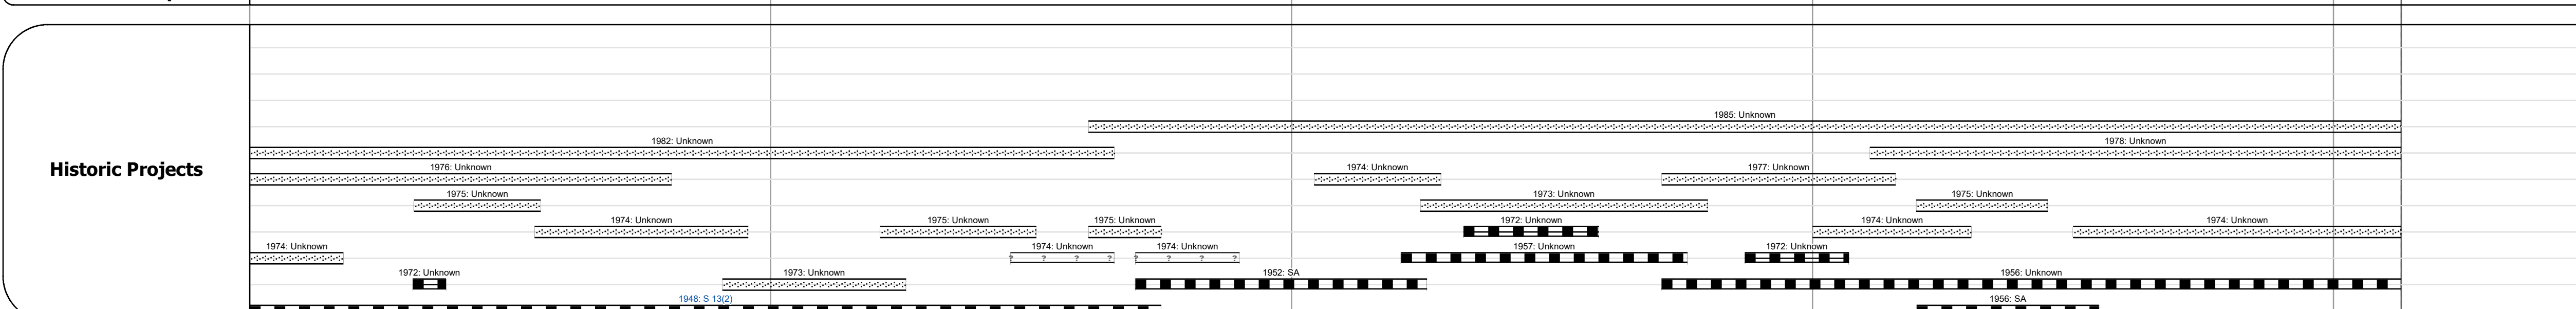 1985: Unknown
1982: Unknown
1978: Unknown
Historic Projects
1976: Unknown
1974: Unknown
1977: Unknown
1975: Unknown
1973: Unknown
1975: Unknown
1974: Unknown
1975: Unknown
1975: Unknown
1972: Unknown
1974: Unknown
1974: Unknown
1974: Unknown
1974: Unknown
1974: Unknown
1957: Unknown
1972: Unknown
? ? ? ?
? ? ? ?
1972: Unknown
1973: Unknown
1952: SA
1956: Unknown
1948: S 13(2)
1956: SA